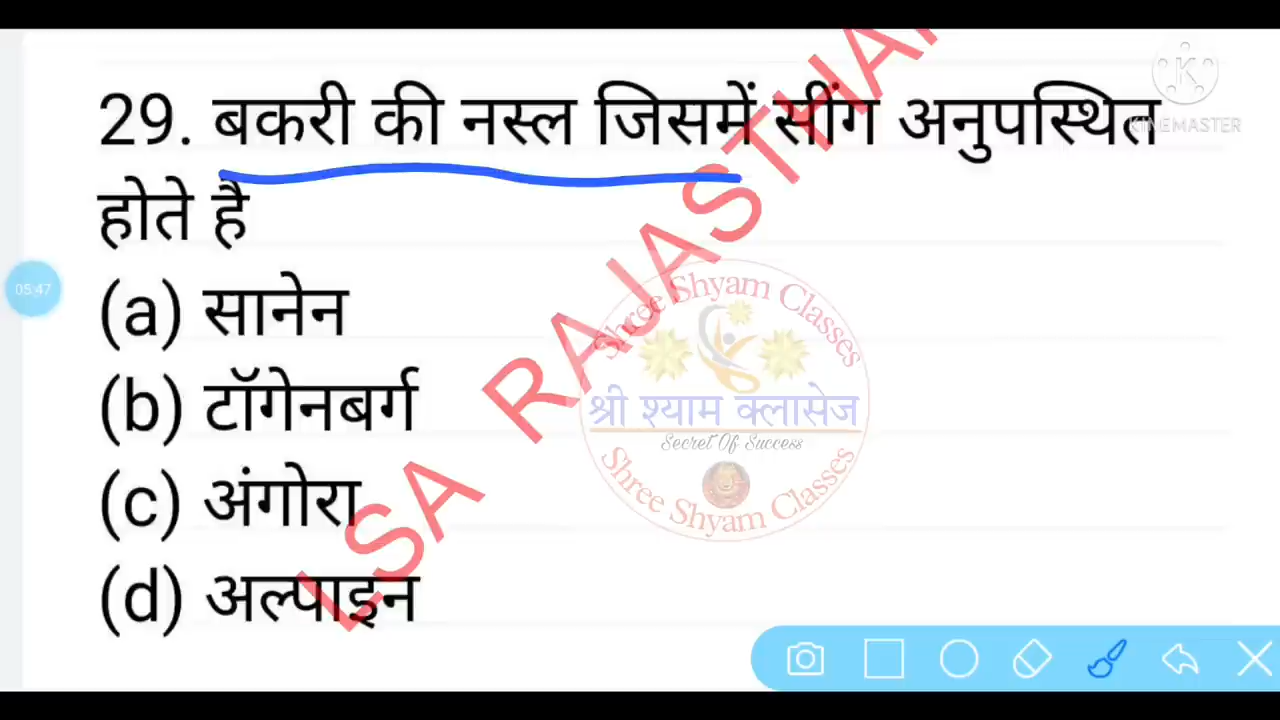 29. बकरी की नस्ल जिसमें सींग अनुपस्थित
होते है
(a) सानेन
(b) टॉगेनबर्ग
(c) अंगोरा
(d) अल्पाइन
LSA RAJASTHAN
Shree Shyam Classes
श्री श्याम क्लासेज
Secret Of Success
Shree Shyam Classes
05:47
K
KINEMASTER